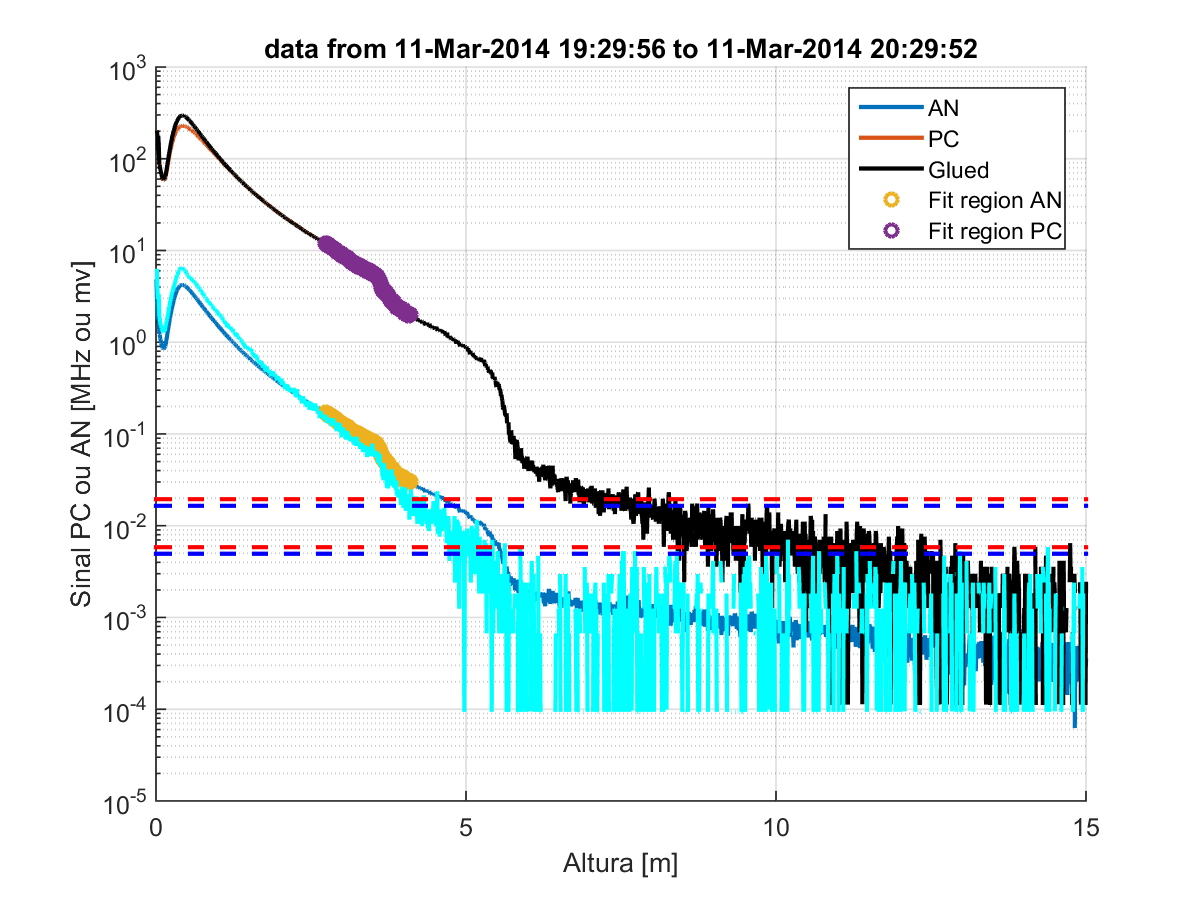 data from 11-Mar-2014 19:29:56 to 11-Mar-2014 20:29:52
10^3
10^2
10^1
10^0
10^-1
10^-2
10^-3
10^-4
10^-5
Sinal PC ou AN [MHz ou mv]
AN
PC
Glued
Fit region AN
Fit region PC
0
5
10
15
Altura [m]